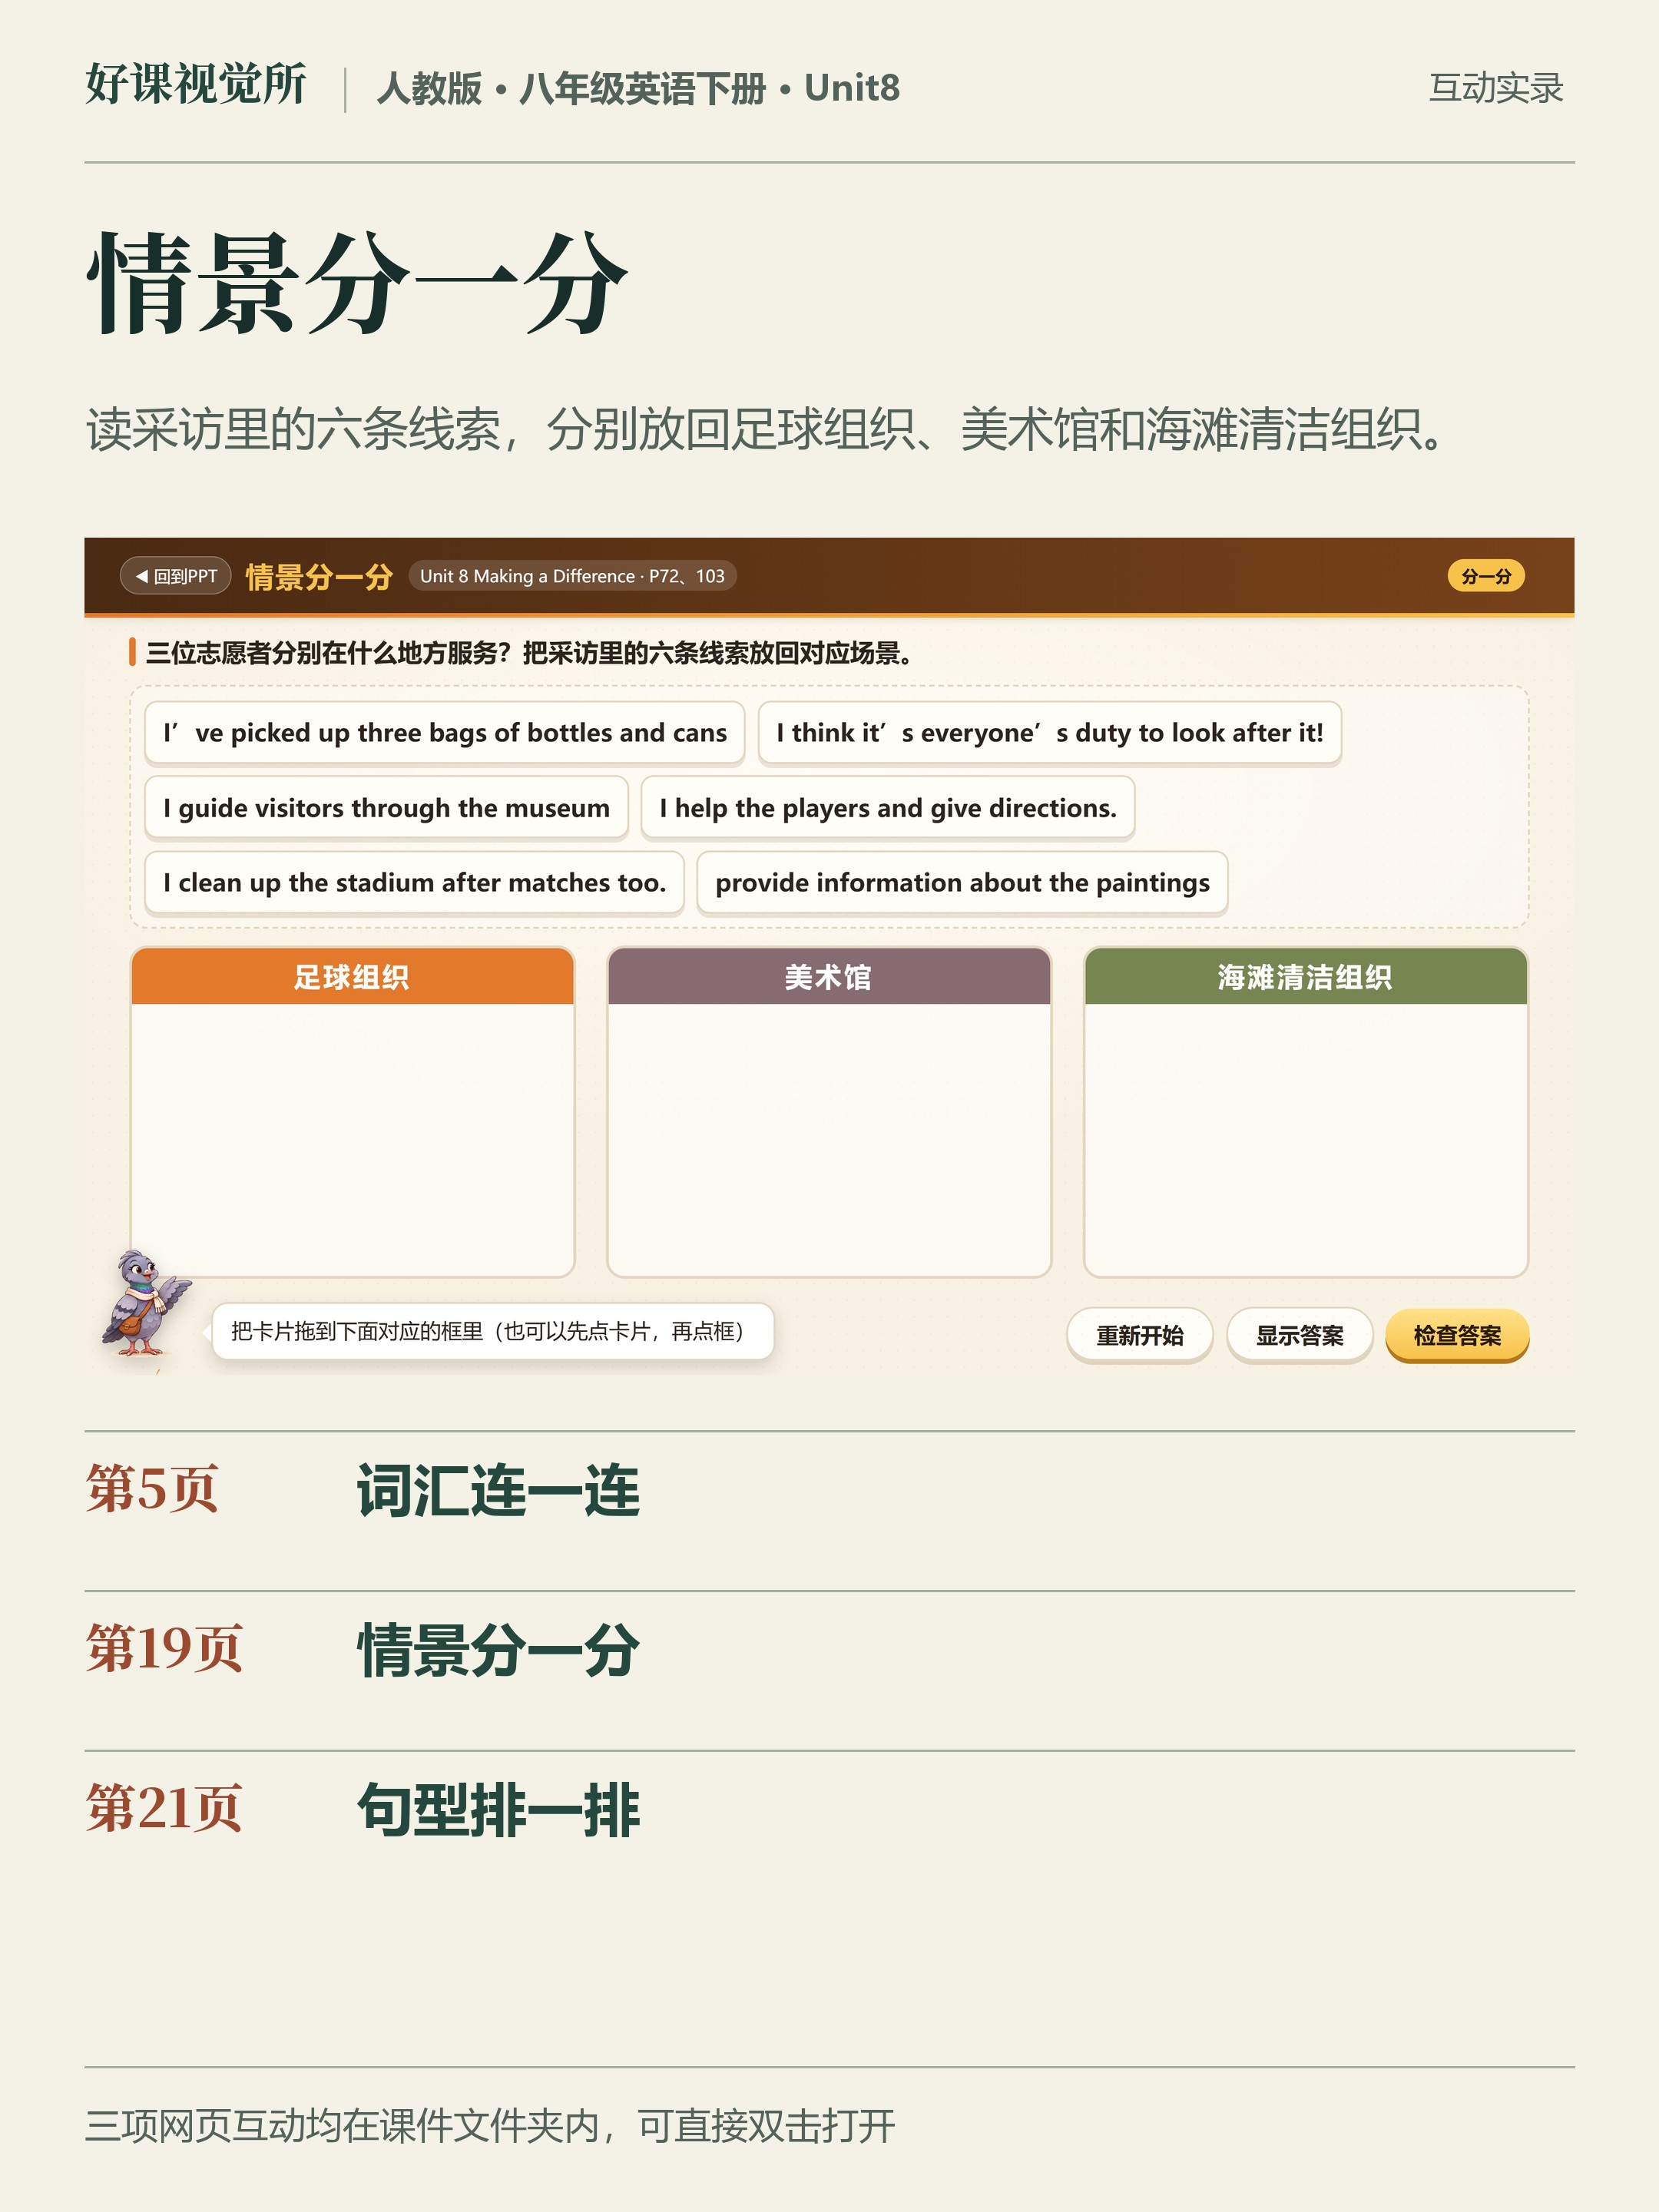 好课视觉所 人教版·八年级英语下册·Unit8 互动实录
情景分一分
读采访里的六条线索，分别放回足球组织、美术馆和海滩清洁组织。
◀ 回到PPT 情景分一分 Unit 8 Making a Difference · P72、103 分一分
三位志愿者分别在什么地方服务？把采访里的六条线索放回对应场景。
I’ve picked up three bags of bottles and cans I think it’s everyone’s duty to look after it!
I guide visitors through the museum I help the players and give directions.
I clean up the stadium after matches too. provide information about the paintings
足球组织 美术馆 海滩清洁组织
把卡片拖到下面对应的框里（也可以先点卡片，再点框） 重新开始 显示答案 检查答案
第5页 词汇连一连
第19页 情景分一分
第21页 句型排一排
三项网页互动均在课件文件夹内，可直接双击打开